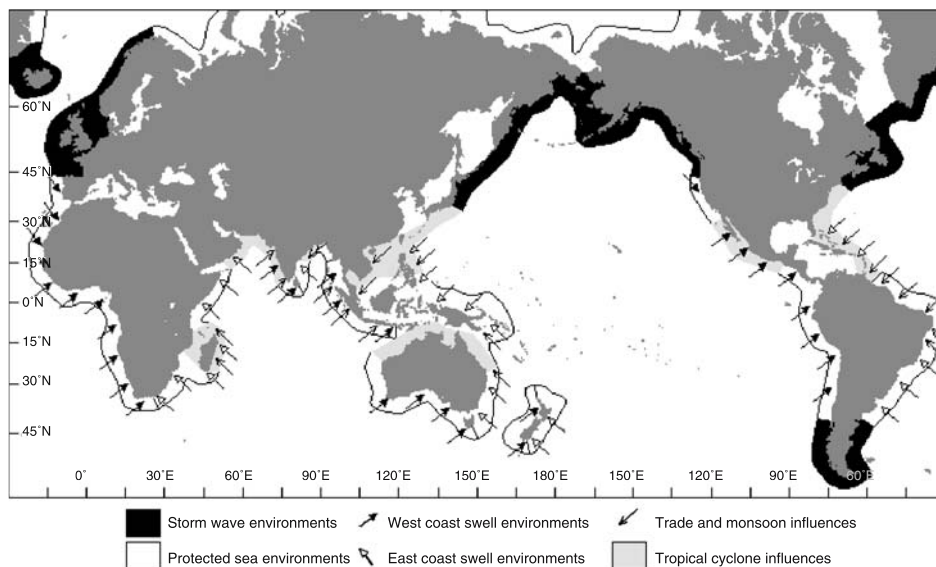 60˚N
45˚N
30˚N
15˚N
0˚N
15˚N
30˚N
45˚N
0˚ 30˚E 60˚E 90˚E 120˚E 150˚E 180˚E 150˚W 120˚W 90˚E 60˚E
Storm wave environments West coast swell environments Trade and monsoon influences
Protected sea environments East coast swell environments Tropical cyclone influences